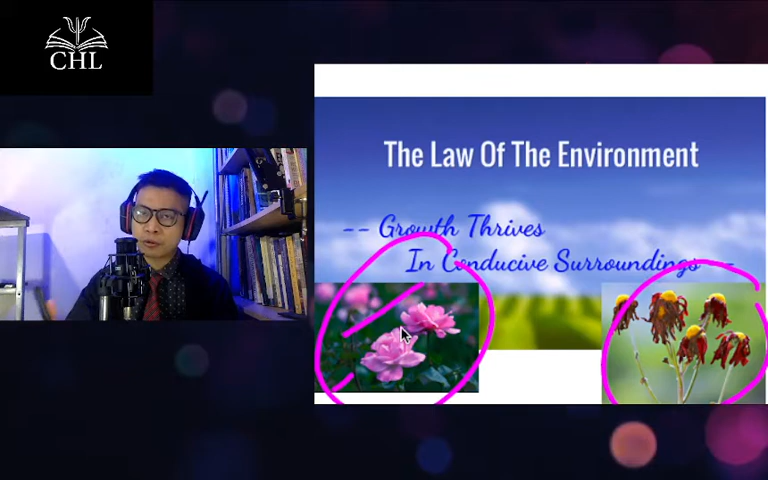 CHL
The Law Of The Environment
-- Growth Thrives
In Conducive Surroundings --